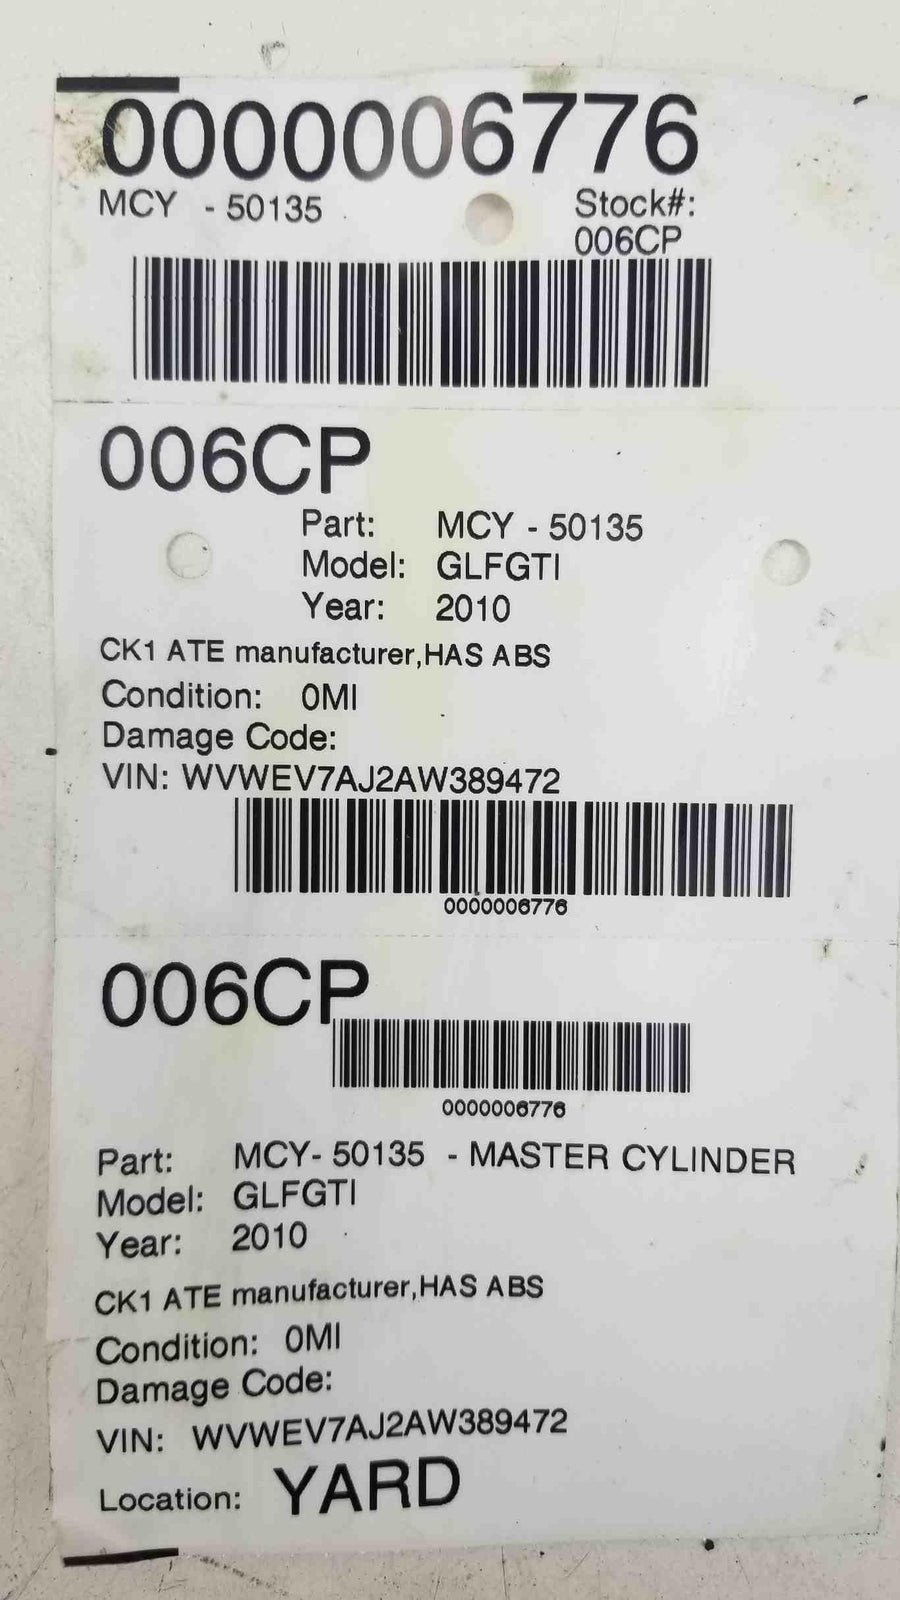 0000006776
MCY - 50135
Stock#:
006CP
006CP
Part: MCY - 50135
Model: GLFGTI
Year: 2010
CK1 ATE manufacturer,HAS ABS
Condition: 0MI
Damage Code:
VIN: WVWEV7AJ2AW389472
0000006776
006CP
0000006776
Part: MCY- 50135 - MASTER CYLINDER
Model: GLFGTI
Year: 2010
CK1 ATE manufacturer,HAS ABS
Condition: 0MI
Damage Code:
VIN: WVWEV7AJ2AW389472
Location: YARD